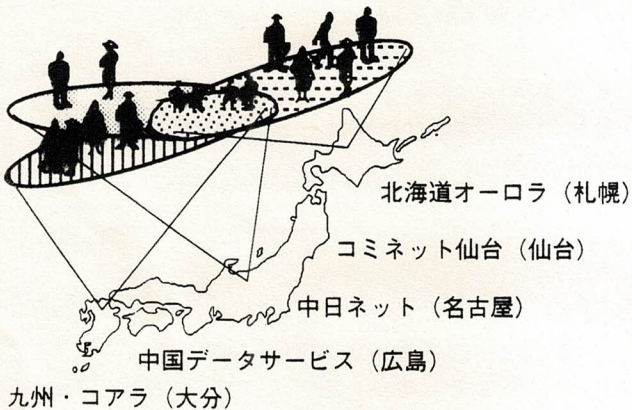 北海道オーロラ（札幌）
コミネット仙台（仙台）
中日ネット（名古屋）
中国データサービス（広島）
九州・コアラ（大分）